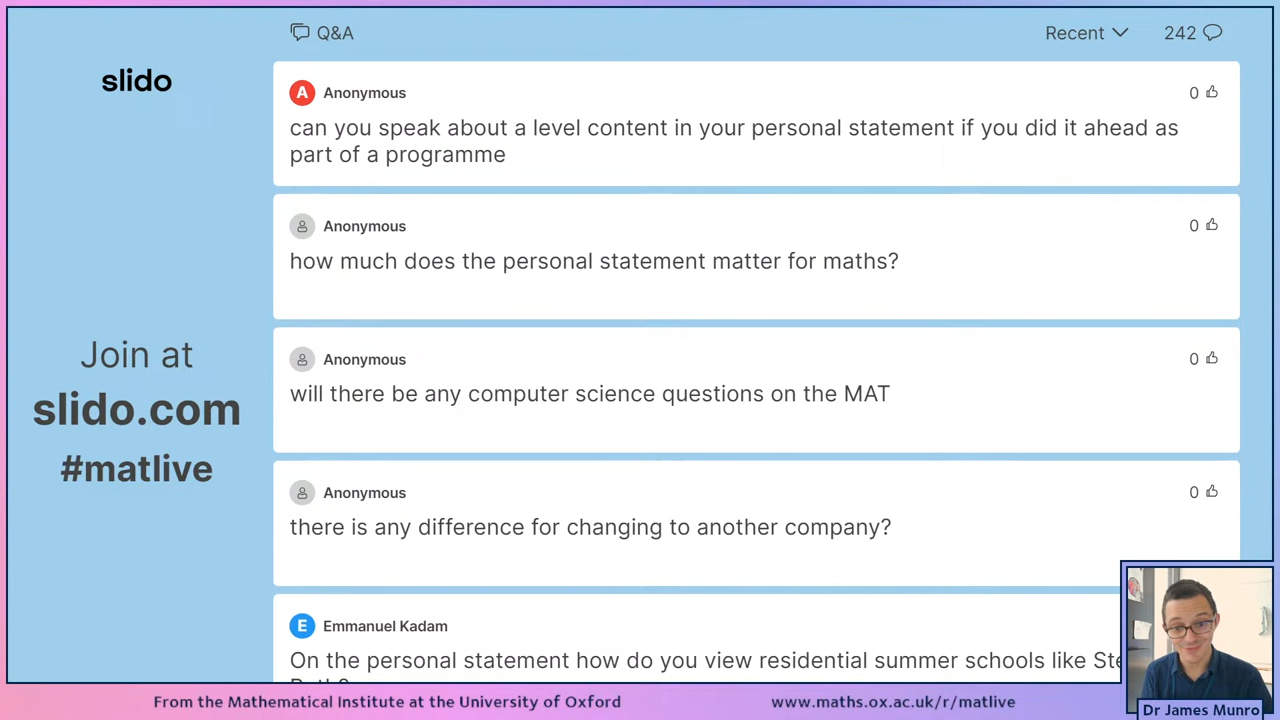 Q&A
Recent
242
slido
A Anonymous
0
can you speak about a level content in your personal statement if you did it ahead as
part of a programme
Anonymous
0
how much does the personal statement matter for maths?
Anonymous
0
will there be any computer science questions on the MAT
Join at
slido.com
#matlive
Anonymous
0
there is any difference for changing to another company?
E Emmanuel Kadam
On the personal statement how do you view residential summer schools like
From the Mathematical Institute at the University of Oxford
www.maths.ox.ac.uk/r/matlive
Dr James Munro